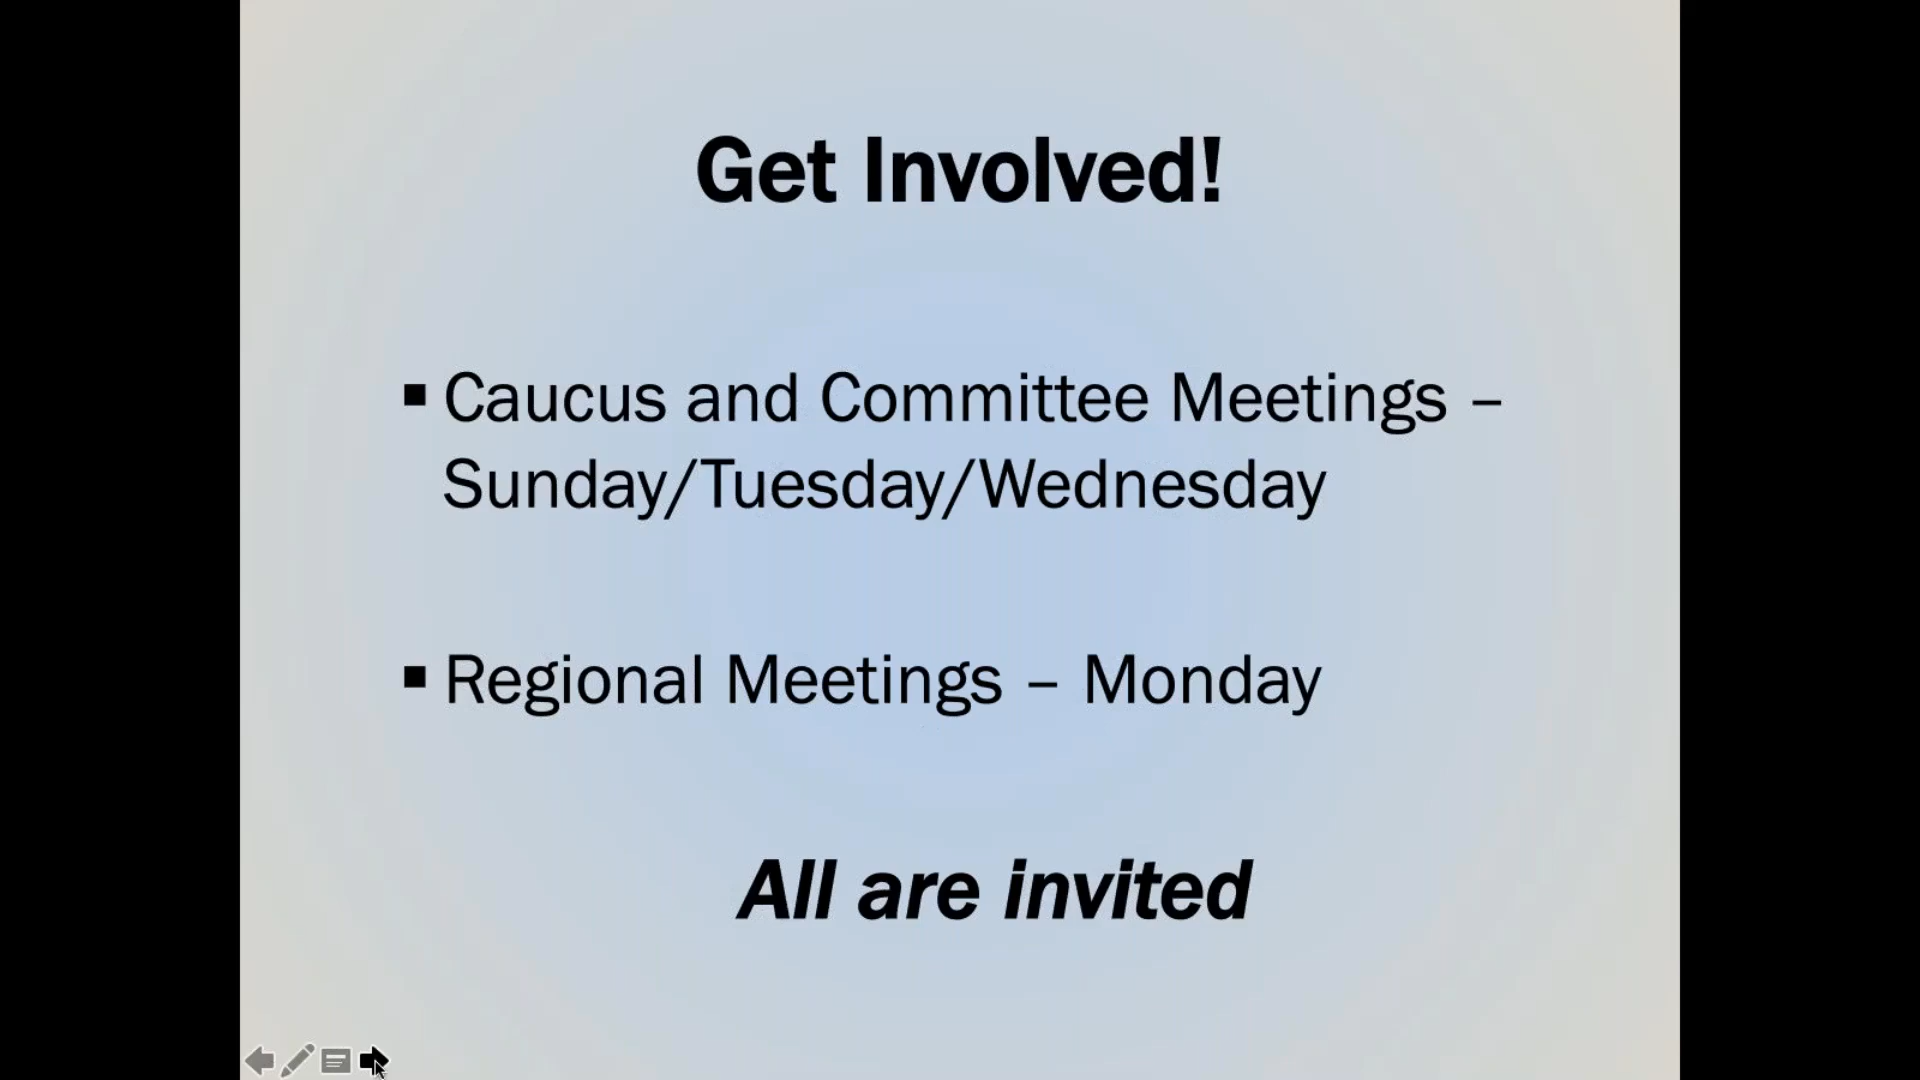 Get Involved!
▪ Caucus and Committee Meetings –
Sunday/Tuesday/Wednesday
▪ Regional Meetings – Monday
All are invited